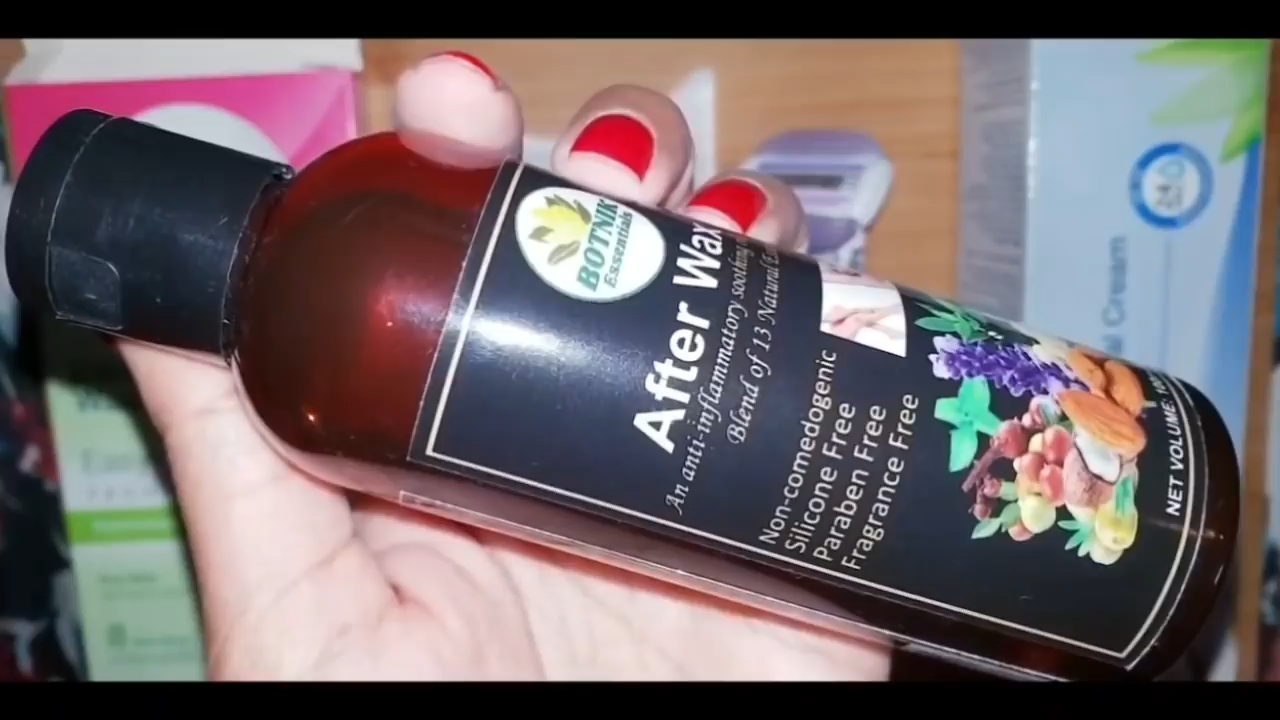 BOTNIK
Essentials
After Wax
An anti-inflammatory soothing
Blend of 13 Natural
Non-comedogenic
Silicone Free
Paraben Free
Fragrance Free
NET VOLUME:
Cream